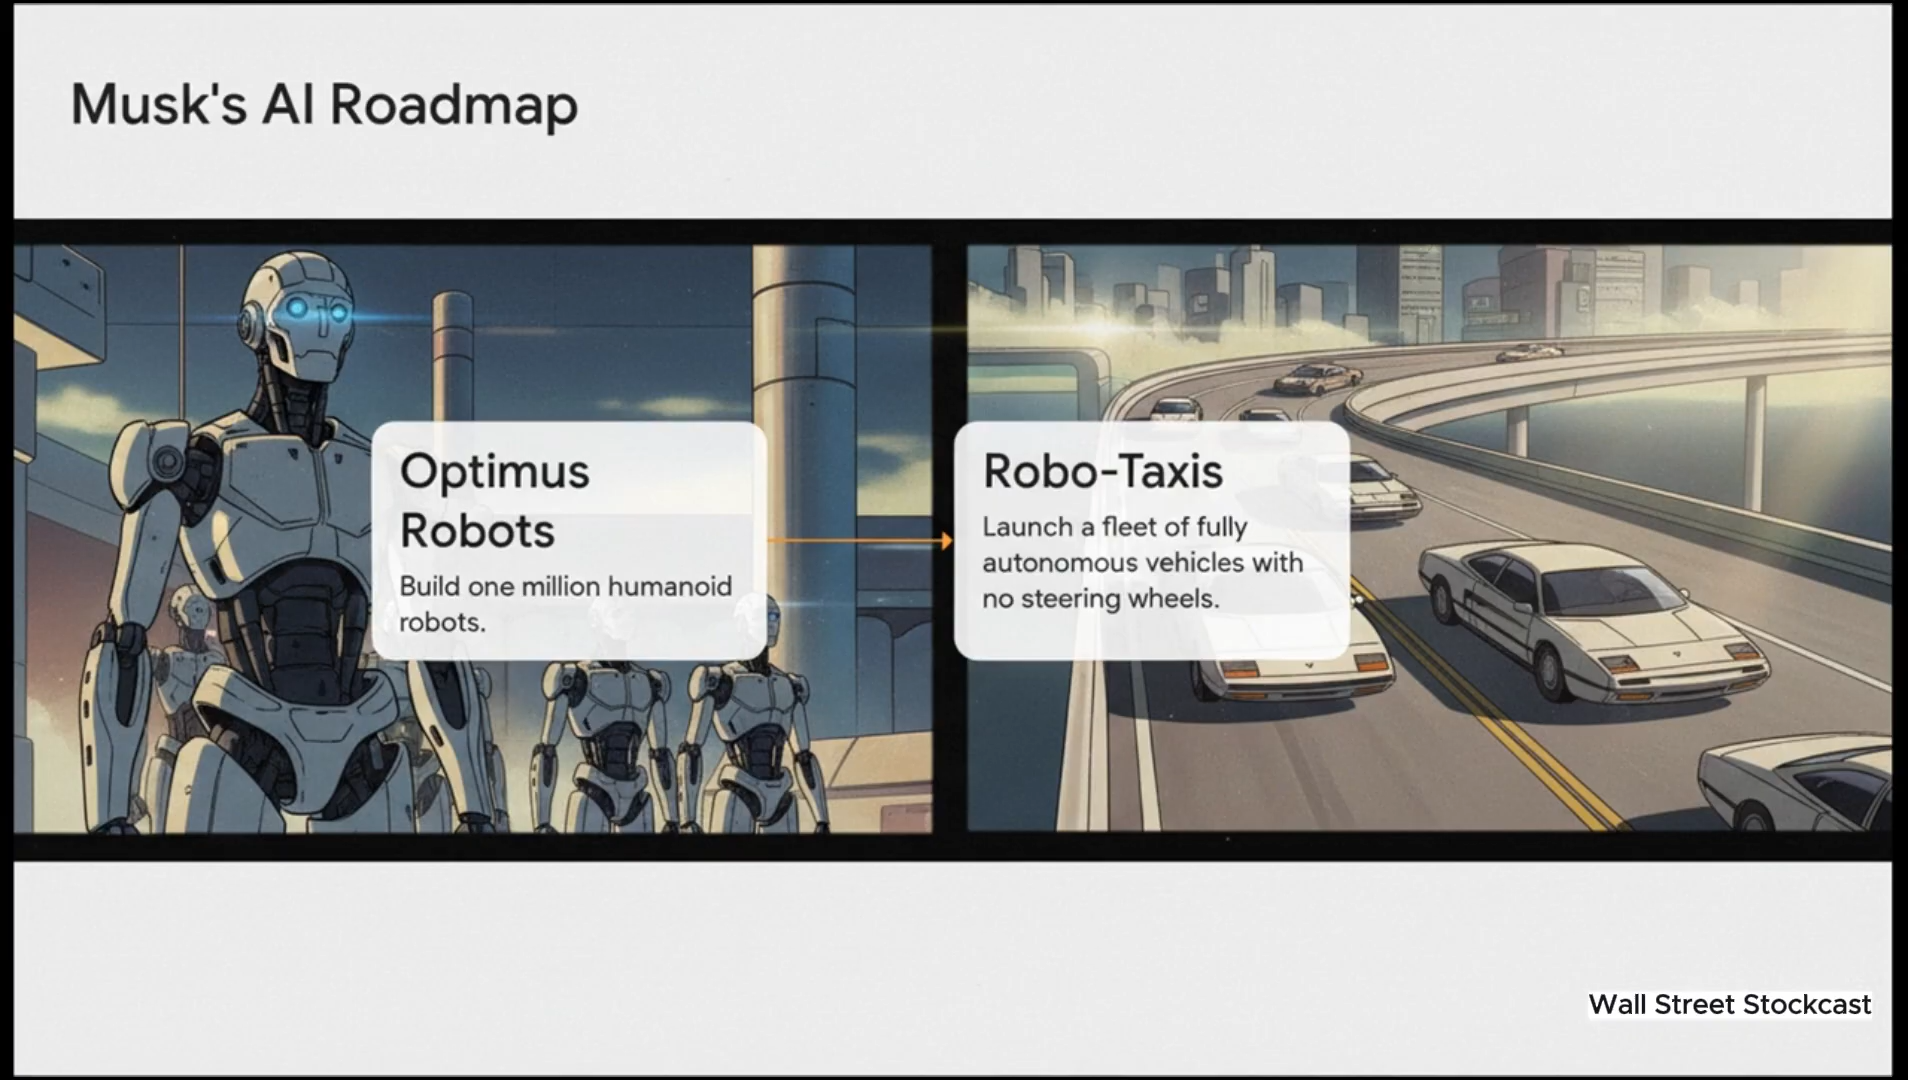 Musk's AI Roadmap
Optimus
Robots
Build one million humanoid
robots.
Robo-Taxis
Launch a fleet of fully
autonomous vehicles with
no steering wheels.
Wall Street Stockcast